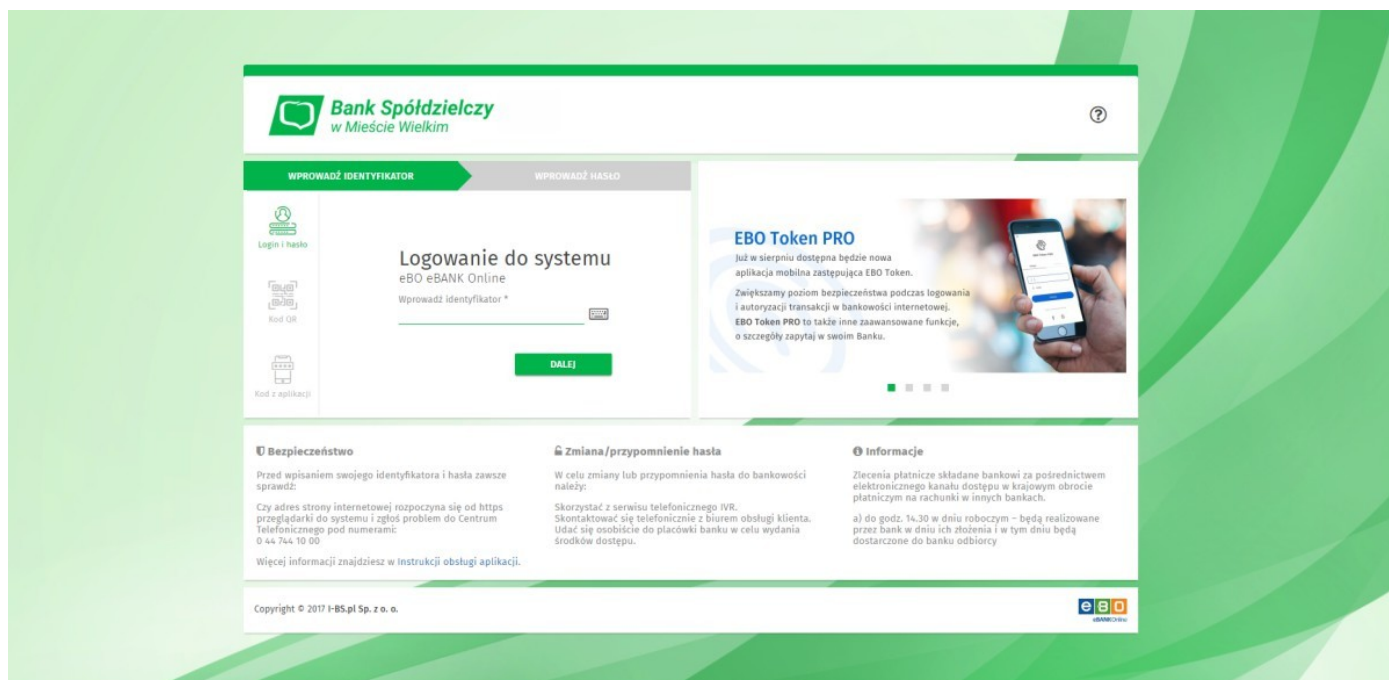 Bank Spółdzielczy
w Mieście Wielkim
WPROWADŹ IDENTYFIKATOR
WPROWADŹ HASŁO
Login i hasło
Kod QR
Kod z aplikacji
Logowanie do systemu
eBO eBANK Online
Wprowadź identyfikator *
DALEJ
EBO Token PRO
Już w sierpniu dostępna będzie nowa
aplikacja mobilna zastępująca EBO Token.
Zwiększamy poziom bezpieczeństwa podczas logowania
i autoryzacji transakcji w bankowości internetowej.
EBO Token PRO to także inne zaawansowane funkcje,
o szczegóły zapytaj w swoim Banku.
Bezpieczeństwo
Przed wpisaniem swojego identyfikatora i hasła zawsze
sprawdź:
Czy adres strony internetowej rozpoczyna się od https
przeglądarki do systemu i zgłoś problem do Centrum
Telefonicznego pod numerami:
0 44 744 10 00
Więcej informacji znajdziesz w Instrukcji obsługi aplikacji.
Zmiana/przypomnienie hasła
W celu zmiany lub przypomnienia hasła do bankowości
należy:
Skorzystać z serwisu telefonicznego IVR.
Skontaktować się telefonicznie z biurem obsługi klienta.
Udać się osobiście do placówki banku w celu wydania
środków dostępu.
Informacje
Zlecenia płatnicze składane bankowi za pośrednictwem
elektronicznego kanału dostępu w krajowym obrocie
płatniczym na rachunki w innych bankach.
a) do godz. 14.30 w dniu roboczym – będą realizowane
przez bank w dniu ich złożenia i w tym dniu będą
dostarczone do banku odbiorcy
Copyright © 2017 I-BS.pl Sp. z o. o.
eBO
eBANKOnline